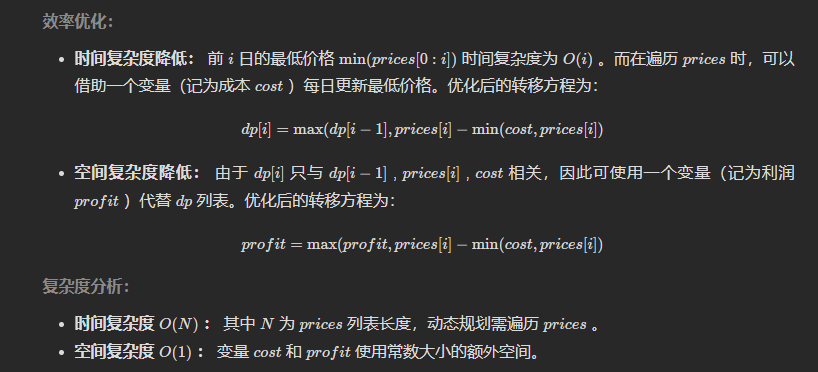 效率优化：
• 时间复杂度降低： 前 i 日的最低价格 min(prices[0 : i]) 时间复杂度为 O(i) 。而在遍历 prices 时，可以
借助一个变量（记为成本 cost ）每日更新最低价格。优化后的转移方程为：
dp[i] = max(dp[i − 1], prices[i] − min(cost, prices[i])
• 空间复杂度降低： 由于 dp[i] 只与 dp[i − 1] , prices[i] , cost 相关，因此可使用一个变量（记为利润
profit ）代替 dp 列表。优化后的转移方程为：
profit = max(profit, prices[i] − min(cost, prices[i])
复杂度分析：
• 时间复杂度 O(N) ： 其中 N 为 prices 列表长度，动态规划需遍历 prices 。
• 空间复杂度 O(1) ： 变量 cost 和 profit 使用常数大小的额外空间。